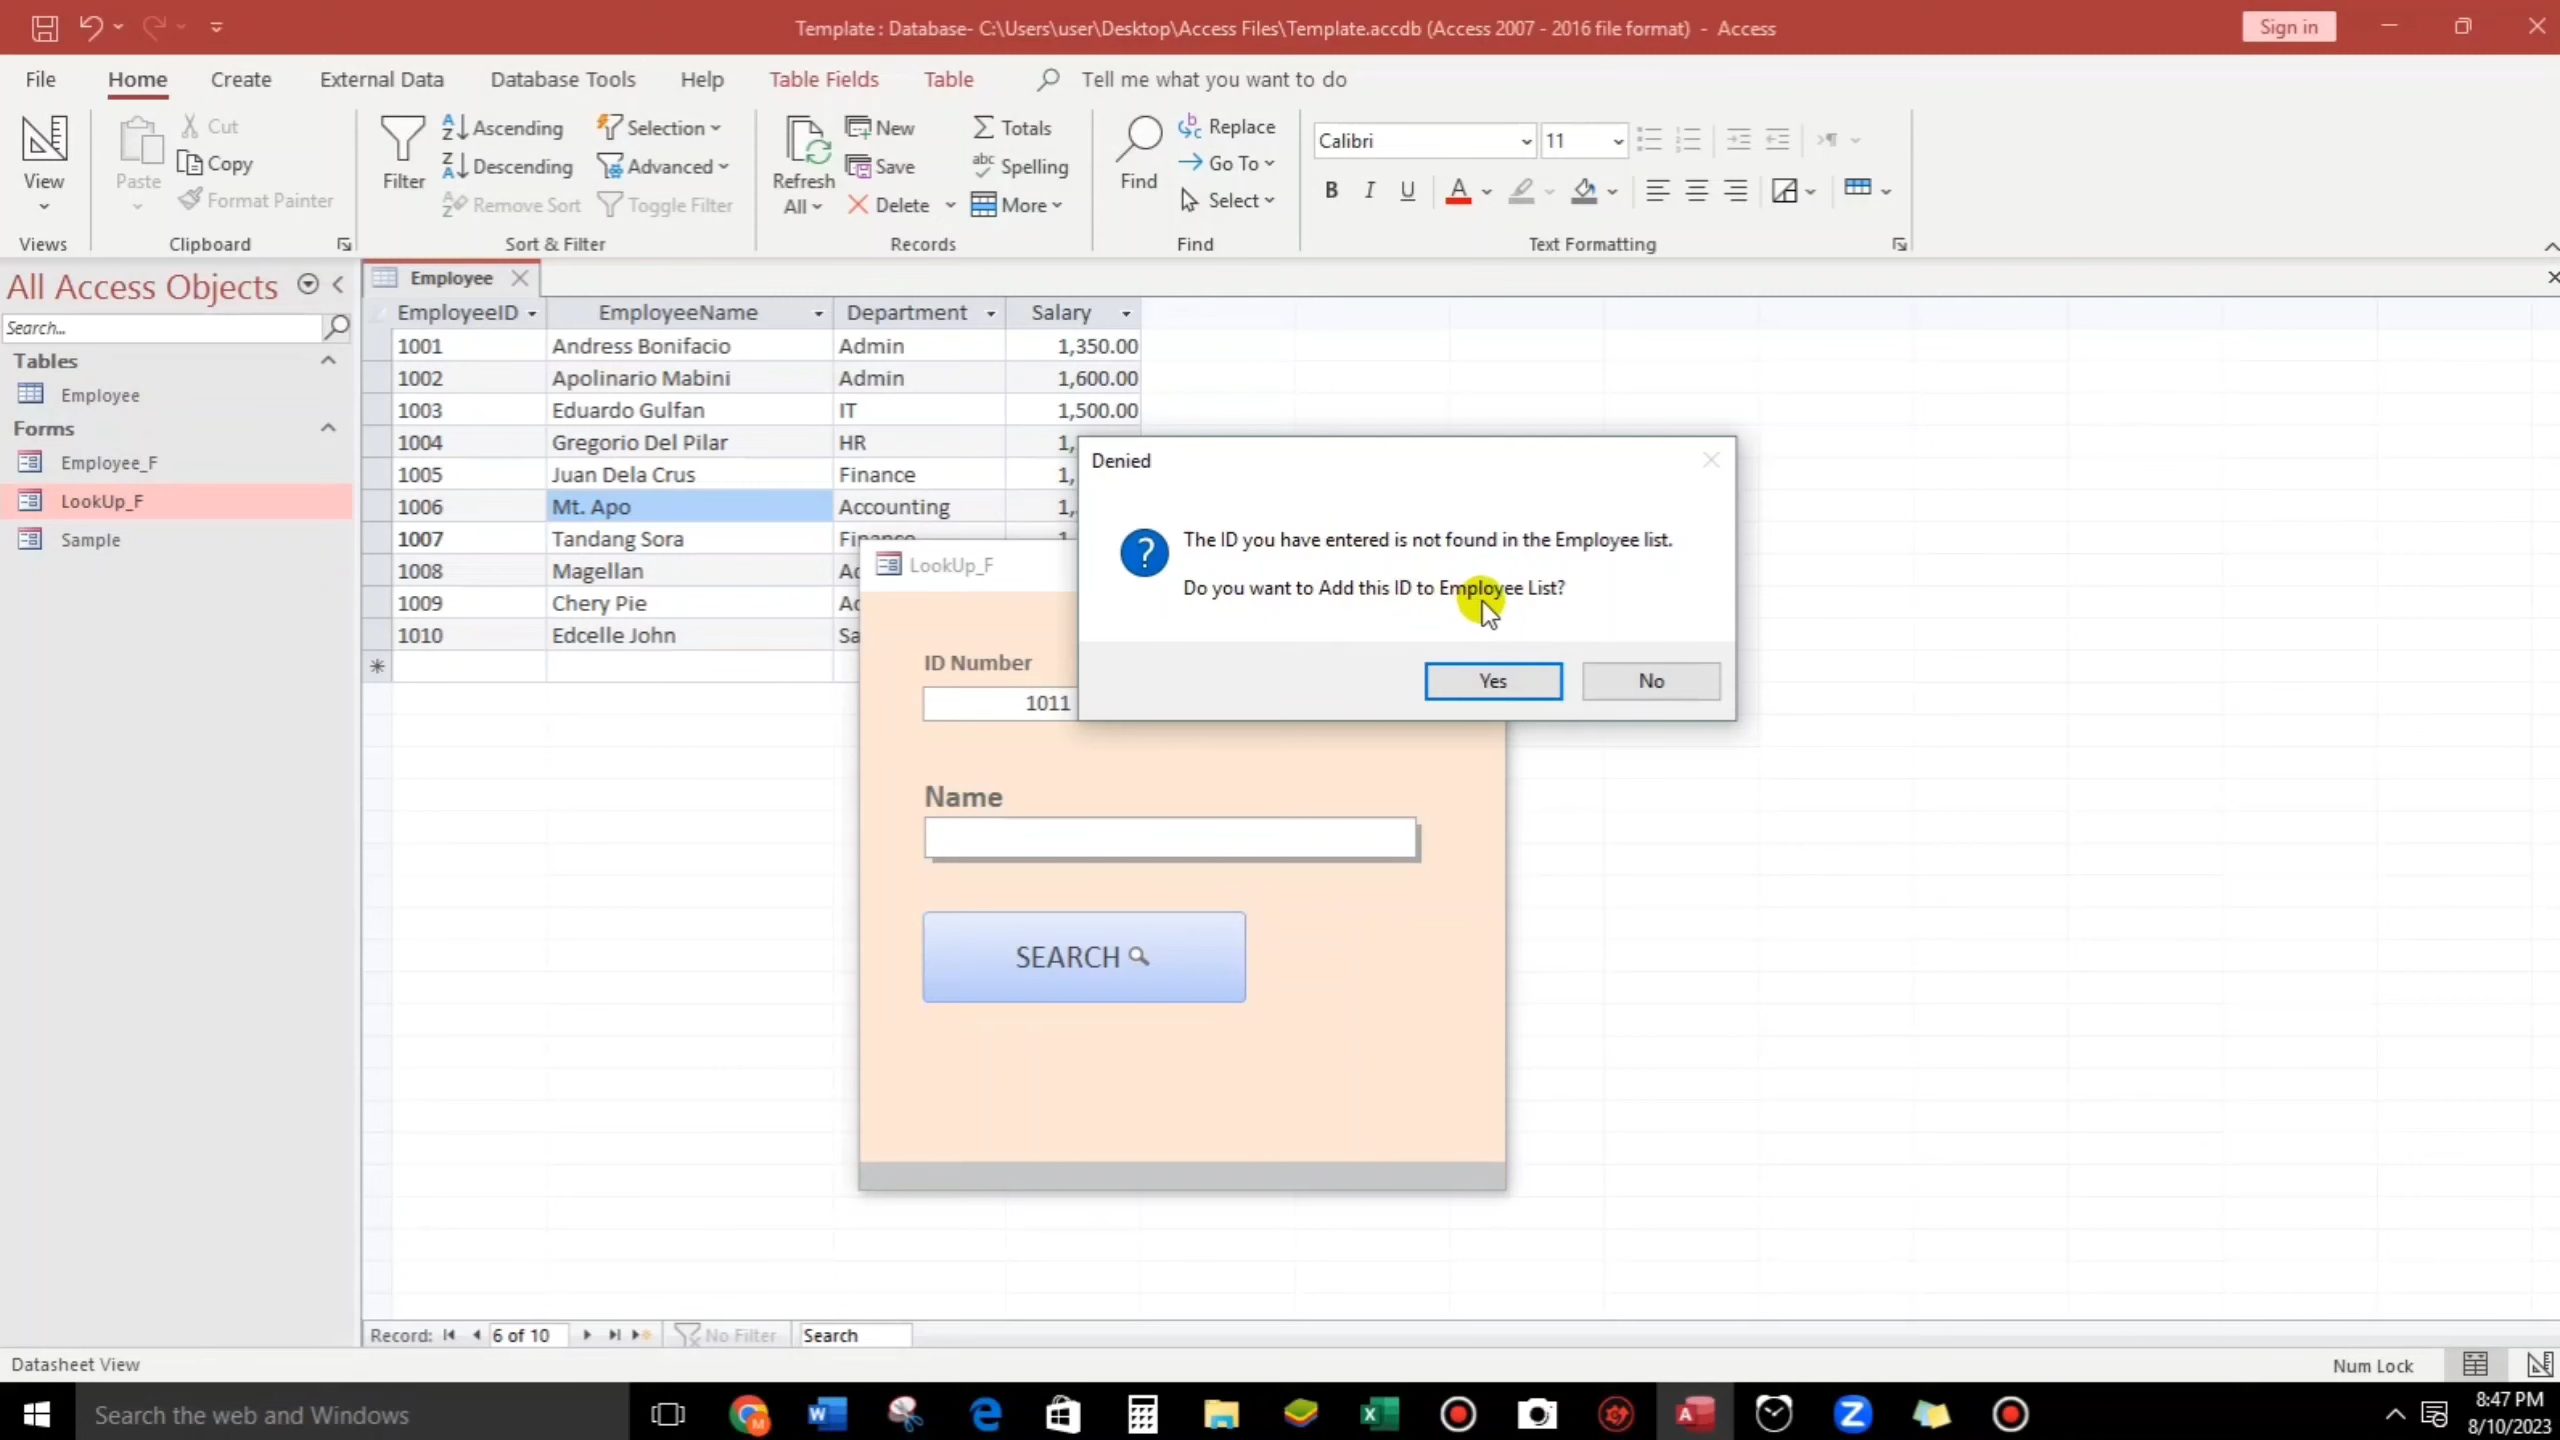 Template : Database- C:\Users\user\Desktop\Access Files\Template.accdb (Access 2007 - 2016 file format) - Access
Sign in
File Home Create External Data Database Tools Help Table Fields Table Tell me what you want to do
View
Views
Paste
Cut
Copy
Format Painter
Clipboard
Filter
Ascending
Descending
Remove Sort
Selection
Advanced
Toggle Filter
Sort & Filter
Refresh
All
New
Save
Delete
Totals
Spelling
More
Records
Find
Replace
Go To
Select
Find
Calibri 11
B I U A
Text Formatting
All Access Objects
Search...
Tables
Employee
Forms
Employee_F
LookUp_F
Sample
Employee
EmployeeID EmployeeName Department Salary
1001 Andress Bonifacio Admin 1,350.00
1002 Apolinario Mabini Admin 1,600.00
1003 Eduardo Gulfan IT 1,500.00
1004 Gregorio Del Pilar HR 1,
1005 Juan Dela Crus Finance 1,
1006 Mt. Apo Accounting 1,
1007 Tandang Sora Finance 1
1008 Magellan Ac
1009 Chery Pie Ac
1010 Edcelle John Sa
Denied
The ID you have entered is not found in the Employee list.
Do you want to Add this ID to Employee List?
Yes No
LookUp_F
ID Number
1011
Name
SEARCH
Record: 6 of 10 No Filter Search
Datasheet View
Num Lock
Search the web and Windows
8:47 PM
8/10/2023